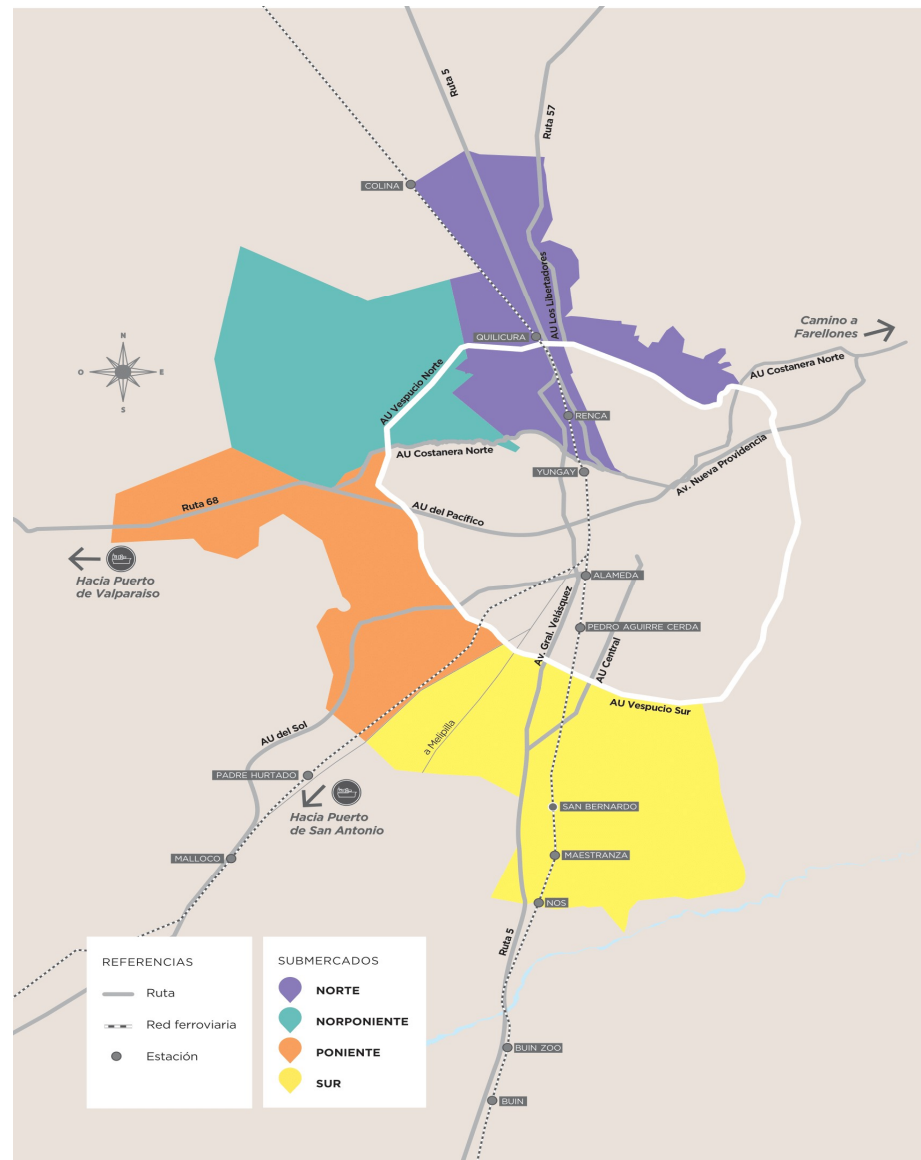 Ruta 5
Ruta 57
COLINA
AU Los Libertadores
Camino a
Farellones
QUILICURA
N
O
E
S
AU Vespucio Norte
AU Costanera Norte
RENCA
AU Costanera Norte
YUNGAY
Av. Nueva Providencia
Ruta 68
AU del Pacífico
Hacia Puerto
de Valparaiso
ALAMEDA
Av. Gral. Velásquez
PEDRO AGUIRRE CERDA
AU Central
AU Vespucio Sur
AU del Sol
a Melipilla
PADRE HURTADO
Hacia Puerto
de San Antonio
SAN BERNARDO
MALLOCO
MAESTRANZA
NOS
Ruta 5
REFERENCIAS
Ruta
Red ferroviaria
Estación
SUBMERCADOS
NORTE
NORPONIENTE
PONIENTE
SUR
BUIN ZOO
BUIN